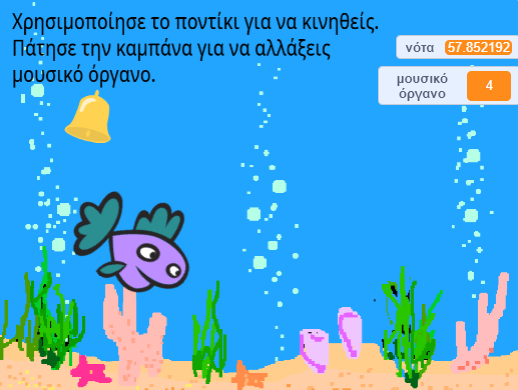 Χρησιμοποίησε το ποντίκι για να κινηθείς.
Πάτησε την καμπάνα για να αλλάξεις
μουσικό όργανο.
νότα 57.852192
μουσικό
όργανο 4